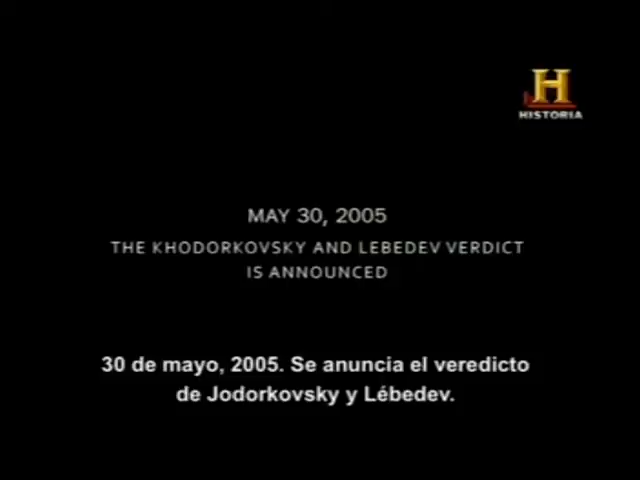 H
HISTORIA
MAY 30, 2005
THE KHODORKOVSKY AND LEBEDEV VERDICT
IS ANNOUNCED
30 de mayo, 2005. Se anuncia el veredicto
de Jodorkovsky y Lébedev.